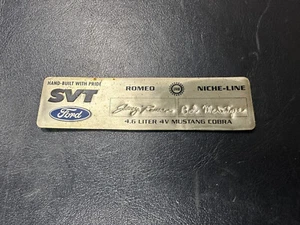 HAND-BUILT WITH PRIDE
SVT
Ford
ROMEO NICHE-LINE
4.6 LITER 4V MUSTANG COBRA